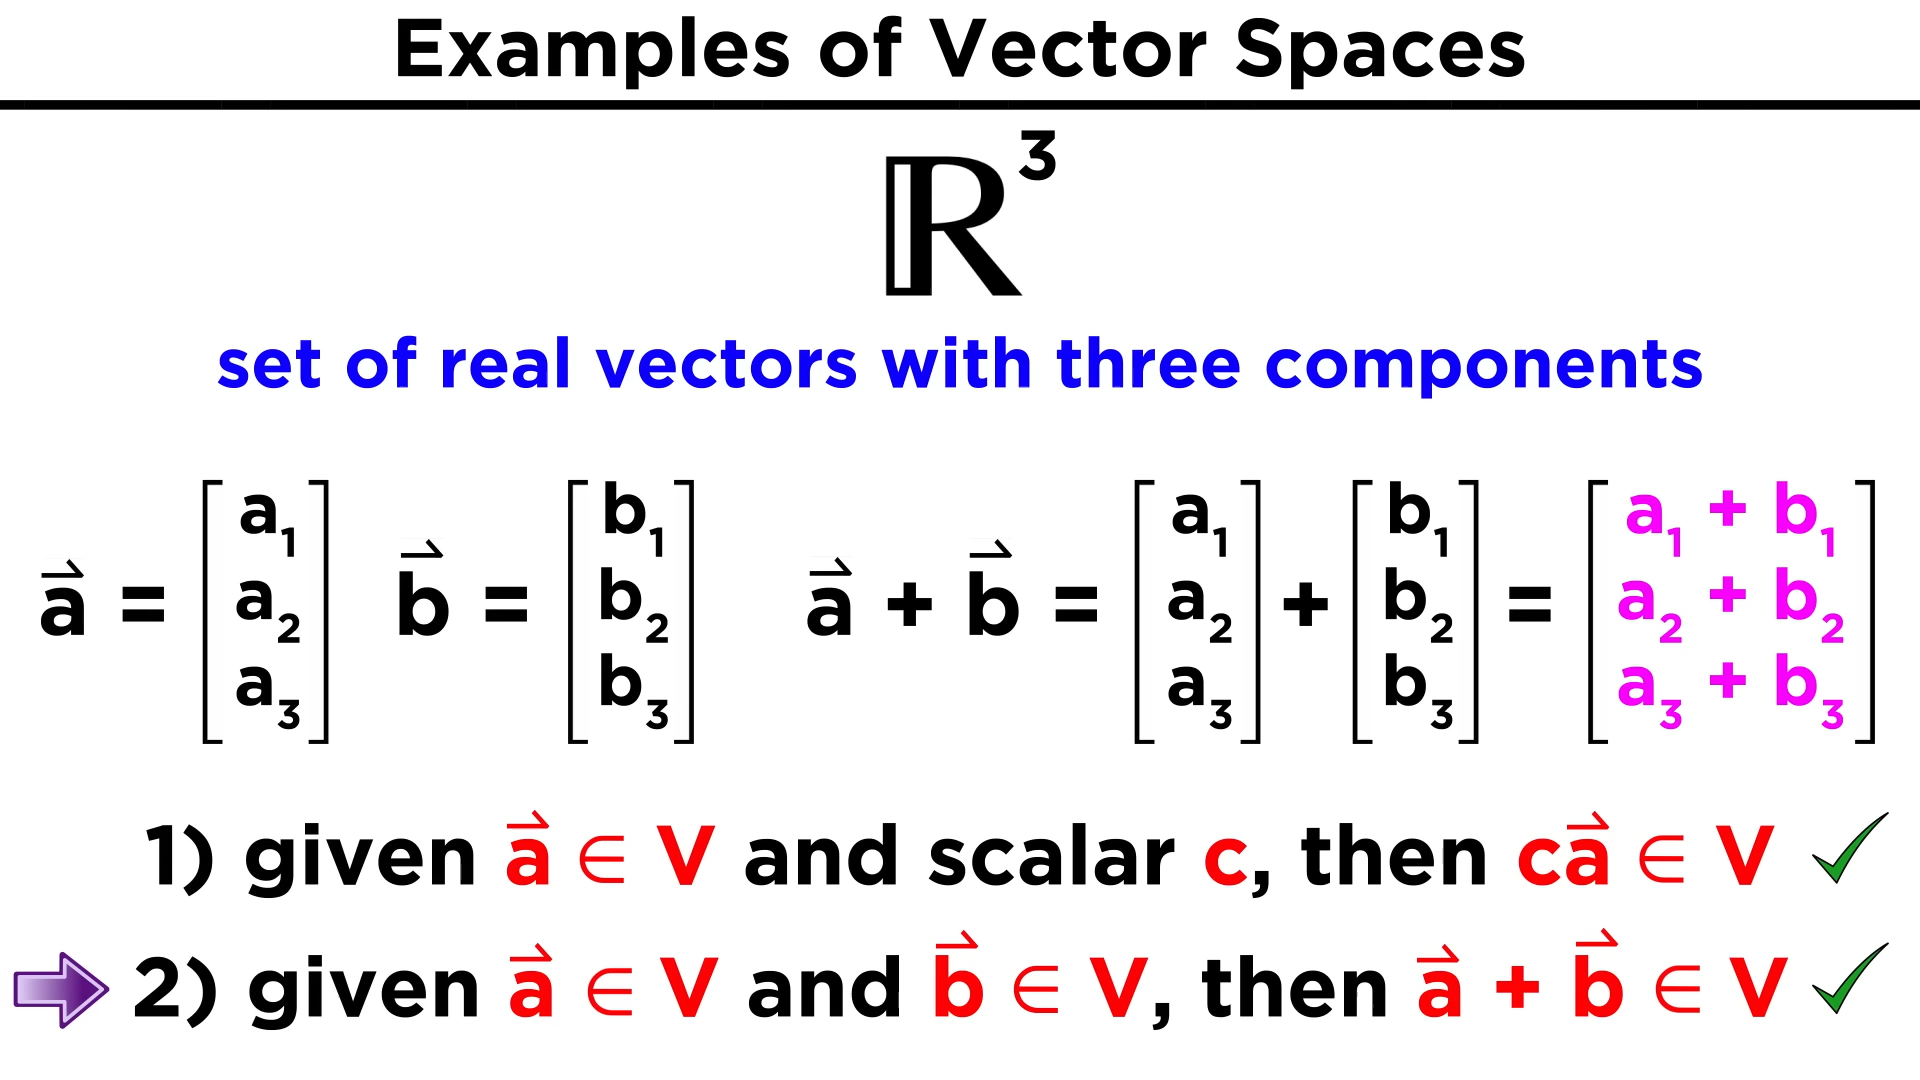 Examples of Vector Spaces
ℝ³
set of real vectors with three components
a⃗ = [a₁ a₂ a₃] b⃗ = [b₁ b₂ b₃] a⃗ + b⃗ = [a₁ a₂ a₃] + [b₁ b₂ b₃] = [a₁ + b₁ a₂ + b₂ a₃ + b₃]
1) given a⃗ ∈ V and scalar c, then ca⃗ ∈ V ✓
2) given a⃗ ∈ V and b⃗ ∈ V, then a⃗ + b⃗ ∈ V ✓